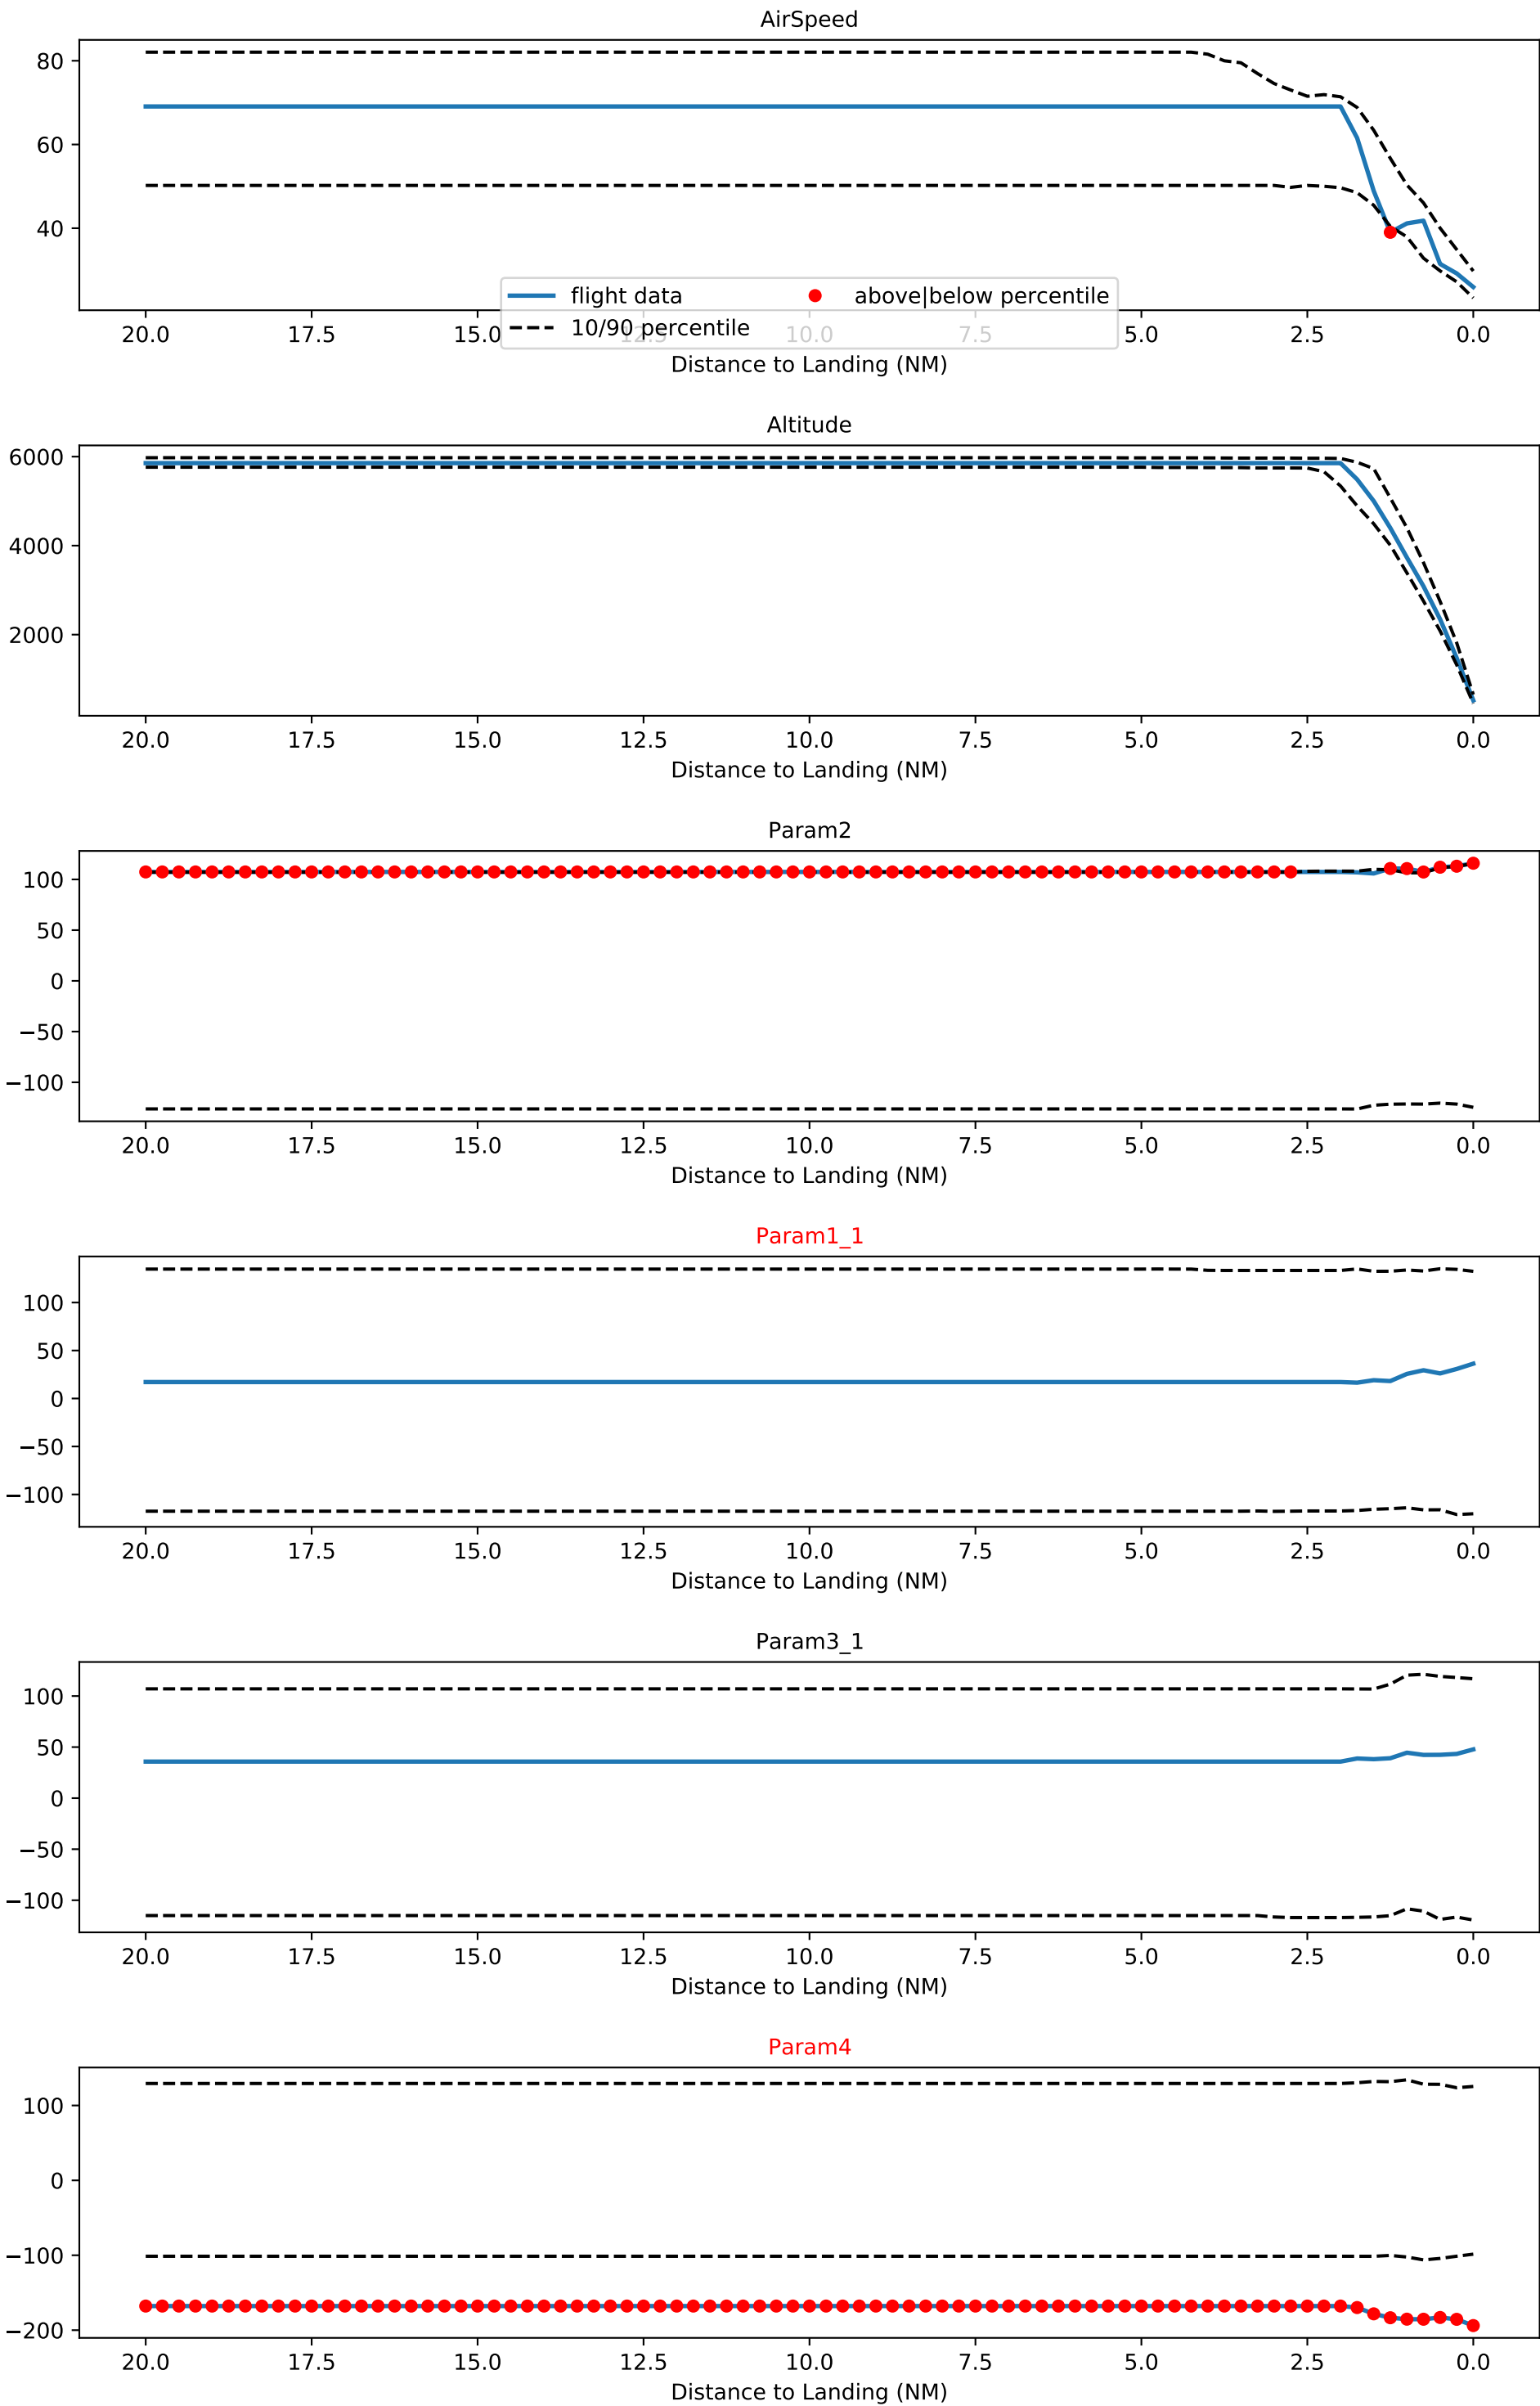 AirSpeed
80
60
40
flight data
above|below percentile
10/90 percentile
20.0 17.5 15.0 12.5 10.0 7.5 5.0 2.5 0.0
Distance to Landing (NM)
Altitude
6000
4000
2000
20.0 17.5 15.0 12.5 10.0 7.5 5.0 2.5 0.0
Distance to Landing (NM)
Param2
100
50
0
−50
−100
20.0 17.5 15.0 12.5 10.0 7.5 5.0 2.5 0.0
Distance to Landing (NM)
Param1_1
100
50
0
−50
−100
20.0 17.5 15.0 12.5 10.0 7.5 5.0 2.5 0.0
Distance to Landing (NM)
Param3_1
100
50
0
−50
−100
20.0 17.5 15.0 12.5 10.0 7.5 5.0 2.5 0.0
Distance to Landing (NM)
Param4
100
0
−100
−200
20.0 17.5 15.0 12.5 10.0 7.5 5.0 2.5 0.0
Distance to Landing (NM)